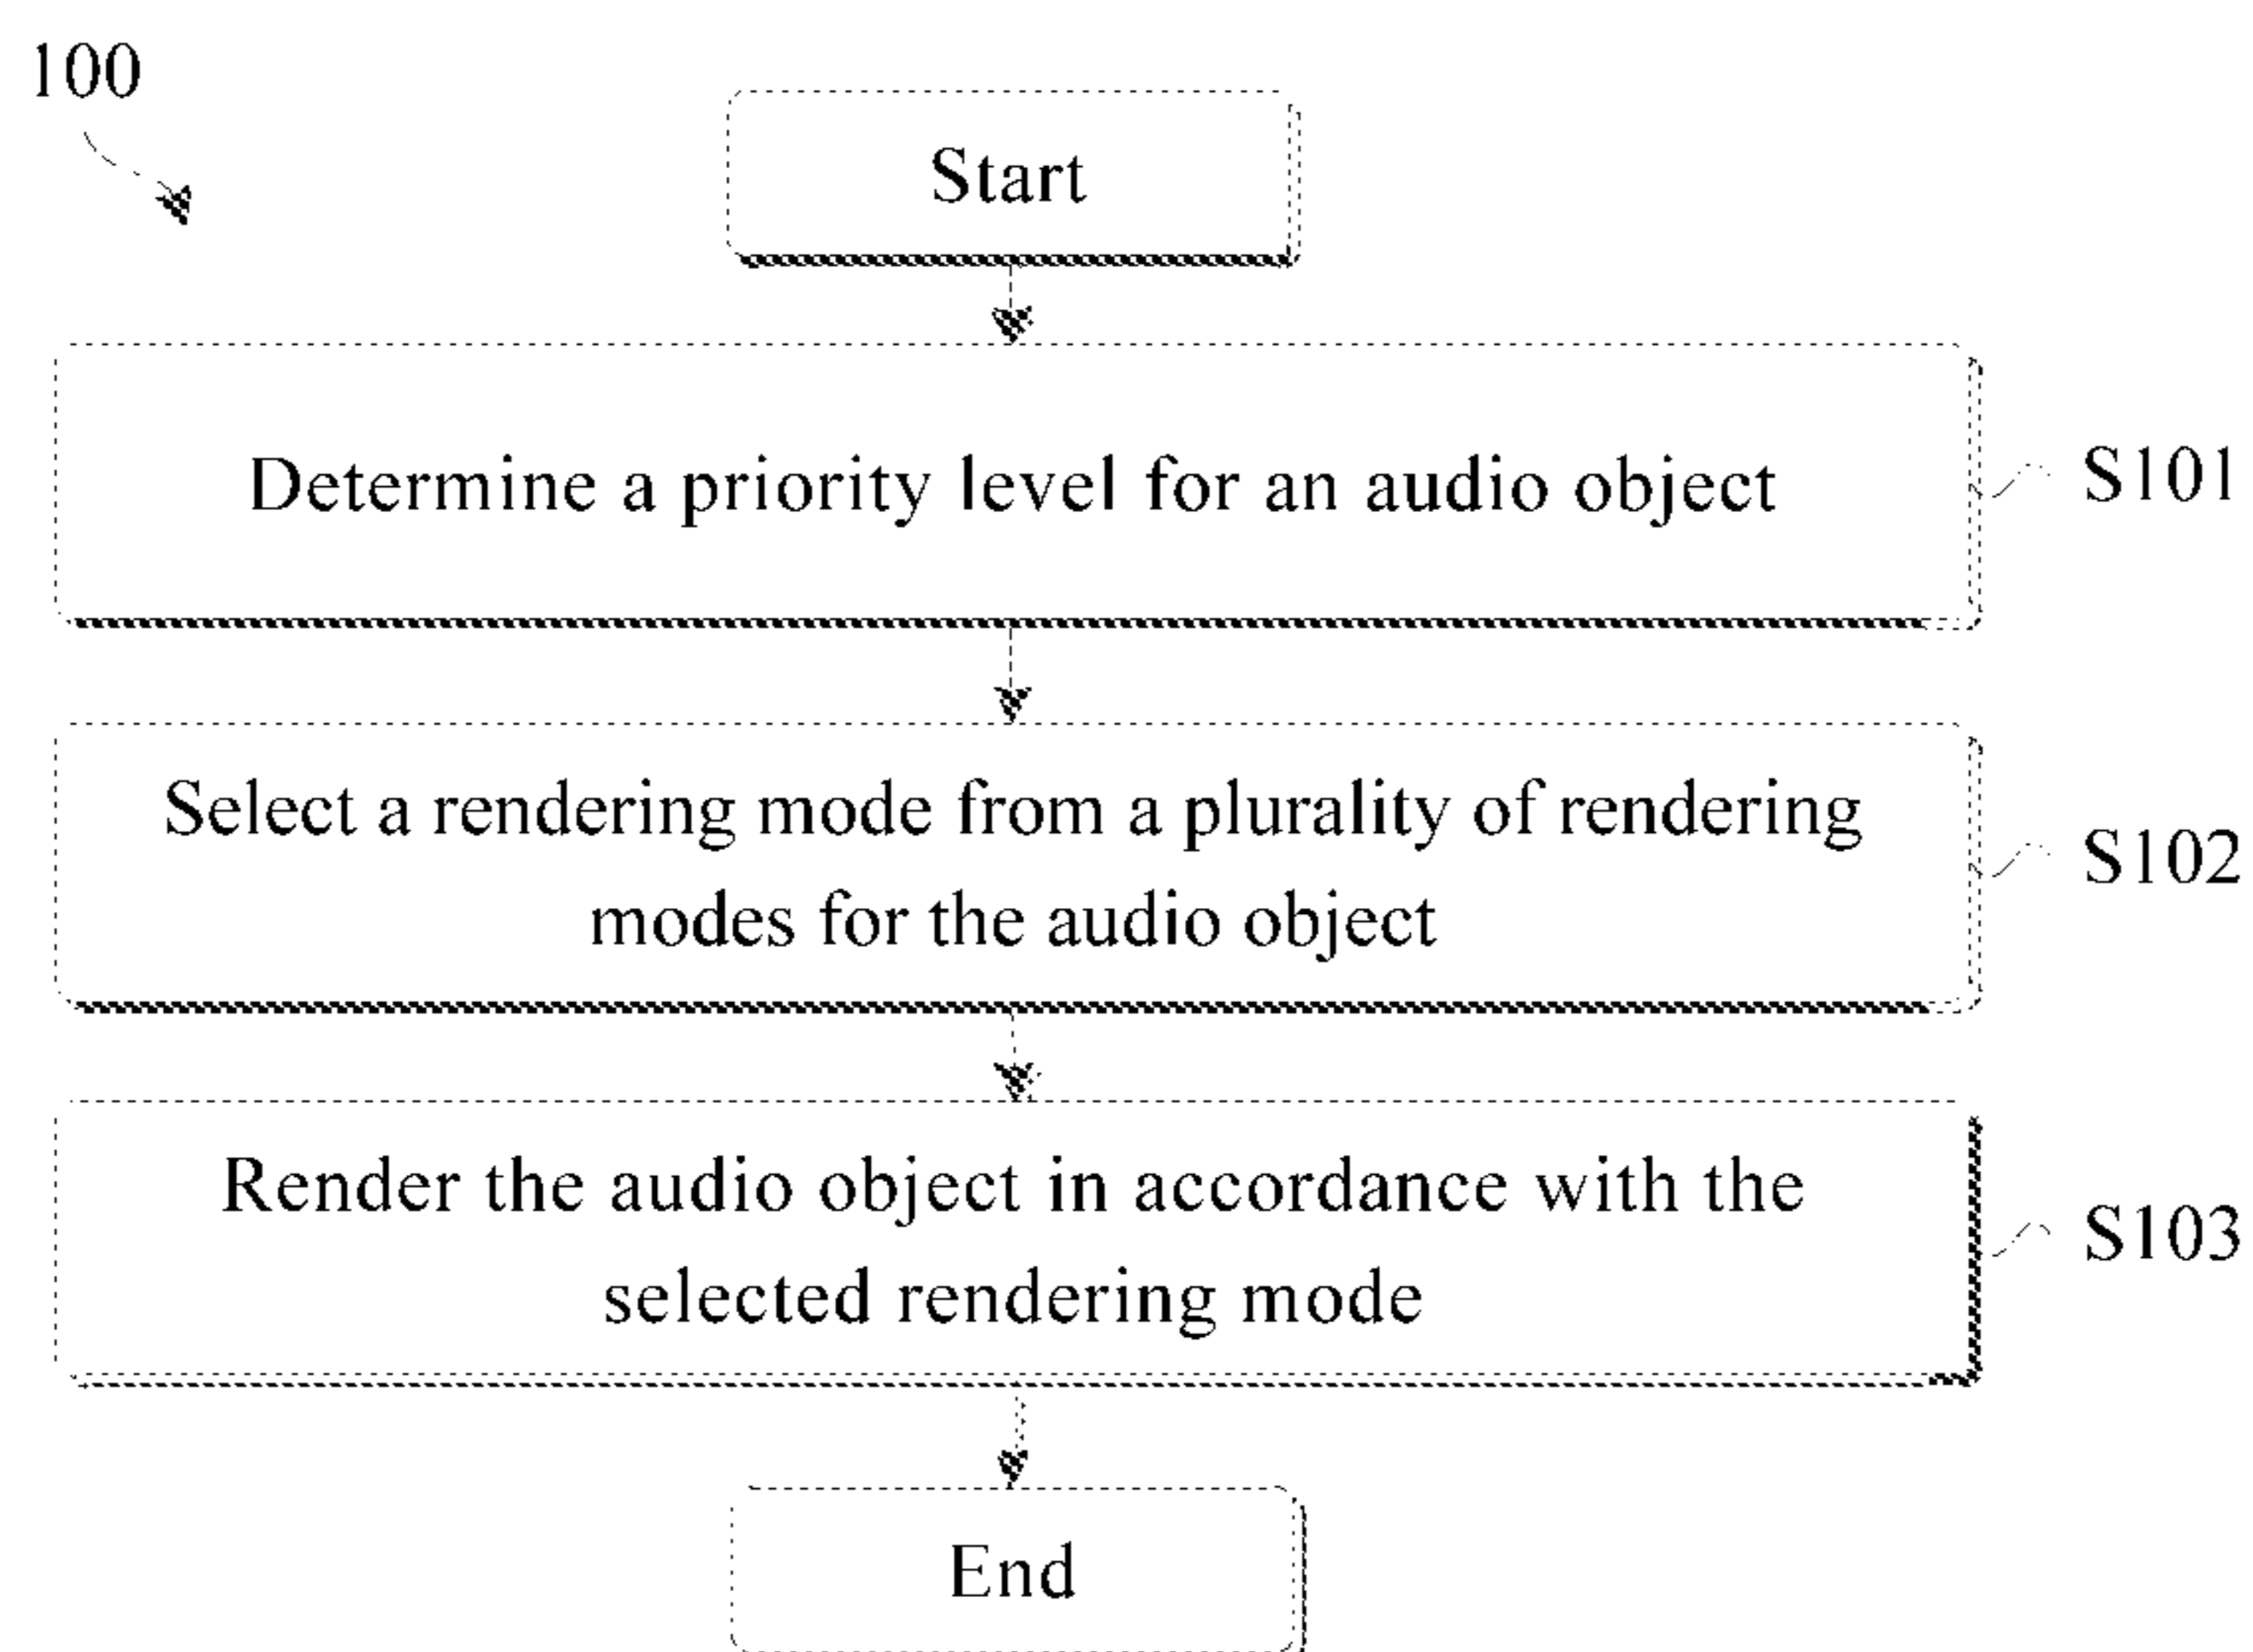 100
Start
Determine a priority level for an audio object
S101
Select a rendering mode from a plurality of rendering
modes for the audio object
S102
Render the audio object in accordance with the
selected rendering mode
S103
End